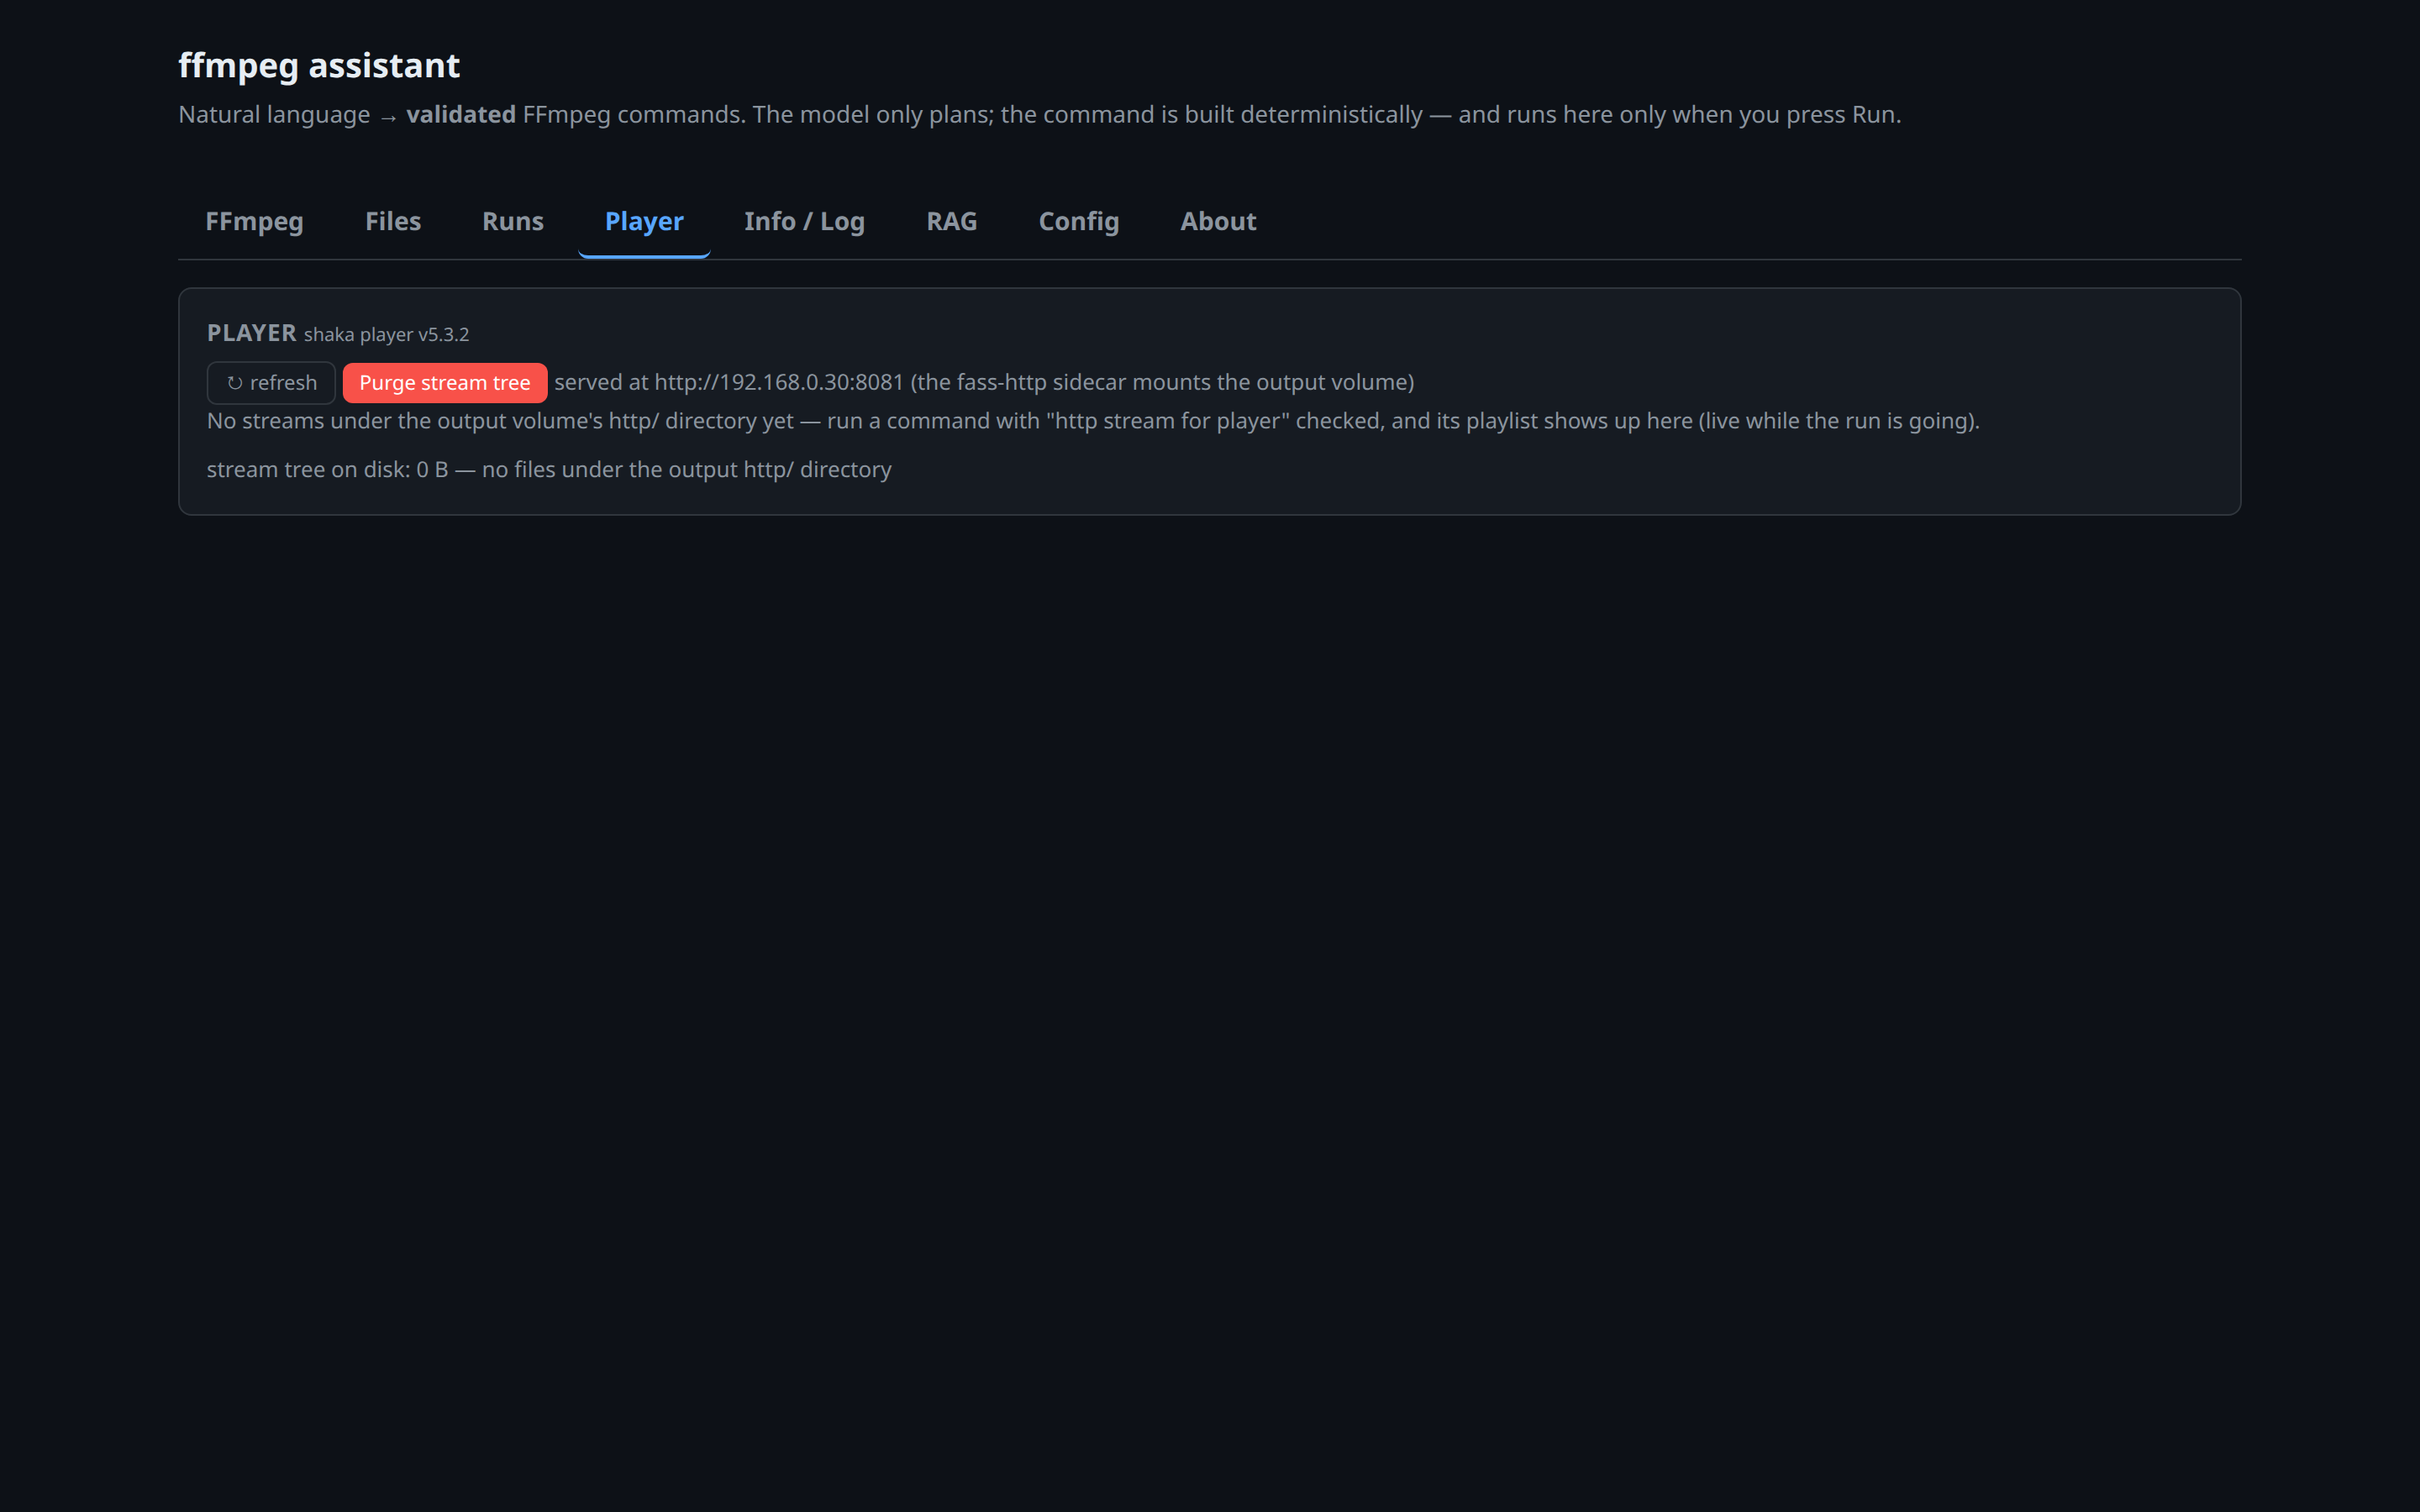 ffmpeg assistant
Natural language → validated FFmpeg commands. The model only plans; the command is built deterministically — and runs here only when you press Run.
FFmpeg Files Runs Player Info / Log RAG Config About
PLAYER shaka player v5.3.2
↻ refresh Purge stream tree served at http://192.168.0.30:8081 (the fass-http sidecar mounts the output volume)
No streams under the output volume's http/ directory yet — run a command with "http stream for player" checked, and its playlist shows up here (live while the run is going).
stream tree on disk: 0 B — no files under the output http/ directory